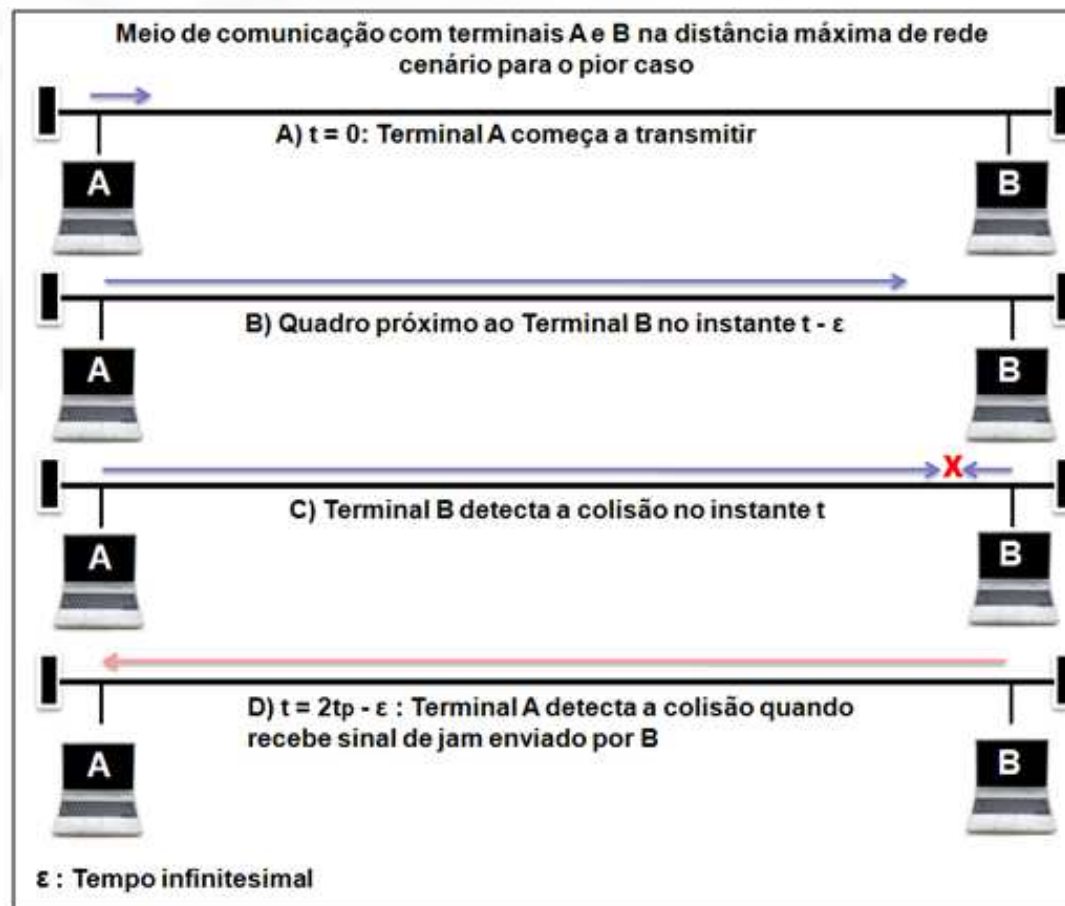 Meio de comunicação com terminais A e B na distância máxima de rede
cenário para o pior caso
A) t = 0: Terminal A começa a transmitir
A
B
B) Quadro próximo ao Terminal B no instante t - ε
A
B
X
C) Terminal B detecta a colisão no instante t
A
B
D) t = 2tp - ε : Terminal A detecta a colisão quando
recebe sinal de jam enviado por B
A
B
ε : Tempo infinitesimal